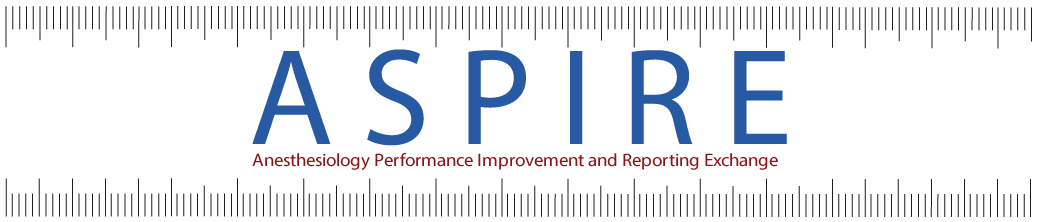 ASPIRE
Anesthesiology Performance Improvement and Reporting Exchange